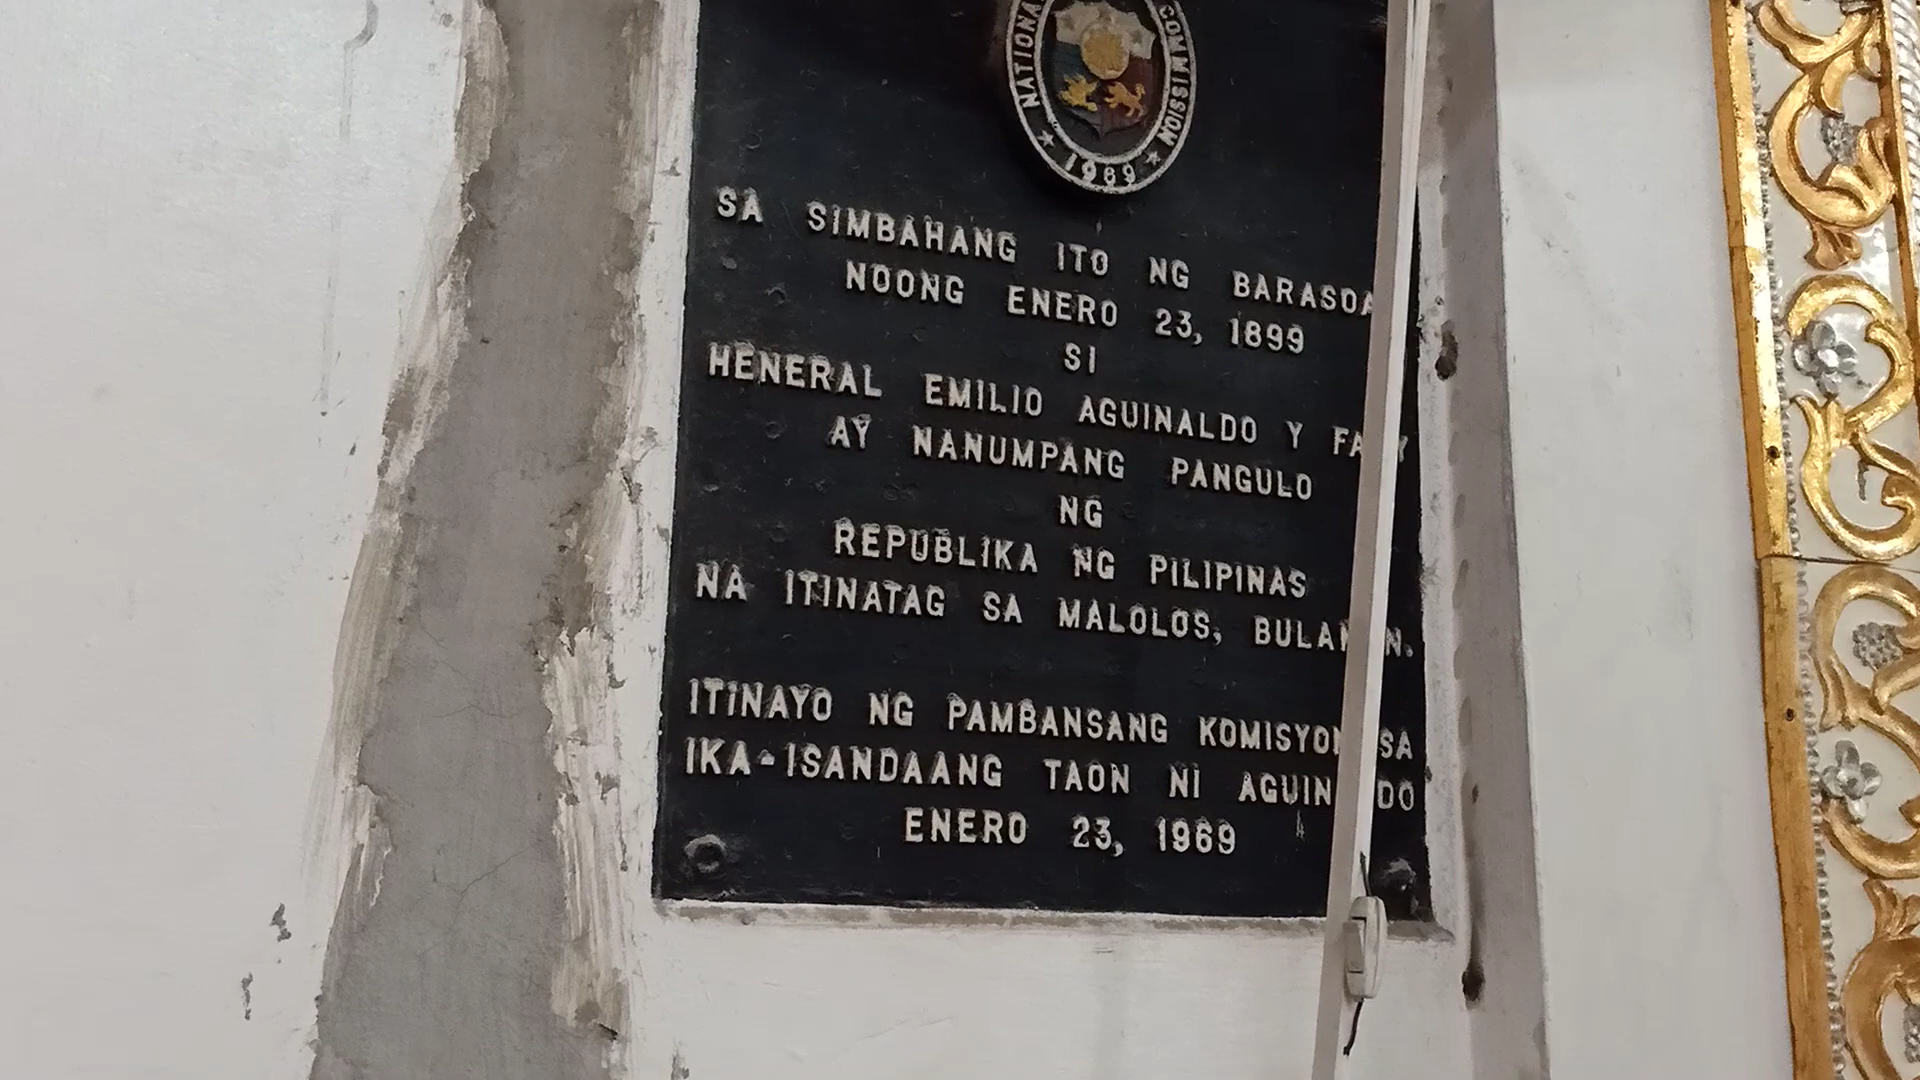 NATIONAL COMMISSION
★ 1969 ★
SA SIMBAHANG ITO NG
NOONG ENERO 23, 1899
SI
HENERAL EMILIO AGUINALDO Y
AY NANUMPANG PANGULO
NG
REPUBLIKA NG PILIPINAS
NA ITINATAG SA MALOLOS,
ITINAYO NG PAMBANSANG KOMISYON SA
IKA-ISANDAANG TAON NI
ENERO 23, 1969